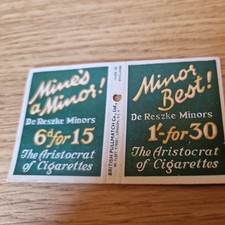 Mine's
a Minor!
De Reszke Minors
6d for 15
The Aristocrat
of Cigarettes
BRITISH PULLMATCH CO., Ltd.
Minor
Best!
De Reszke Minors
1/- for 30
The Aristocrat
of Cigarettes